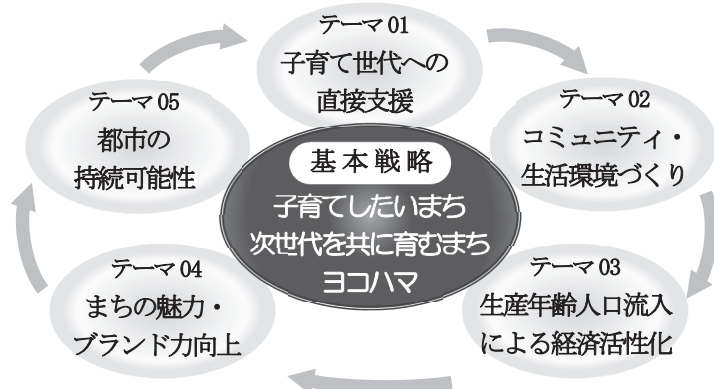 テーマ 01
子育て世代への
直接支援
テーマ 02
コミュニティ・
生活環境づくり
テーマ 03
生産年齢人口流入
による経済活性化
テーマ 04
まちの魅力・
ブランド力向上
テーマ 05
都市の
持続可能性
基本戦略
子育てしたいまち
次世代を共に育むまち
ヨコハマ